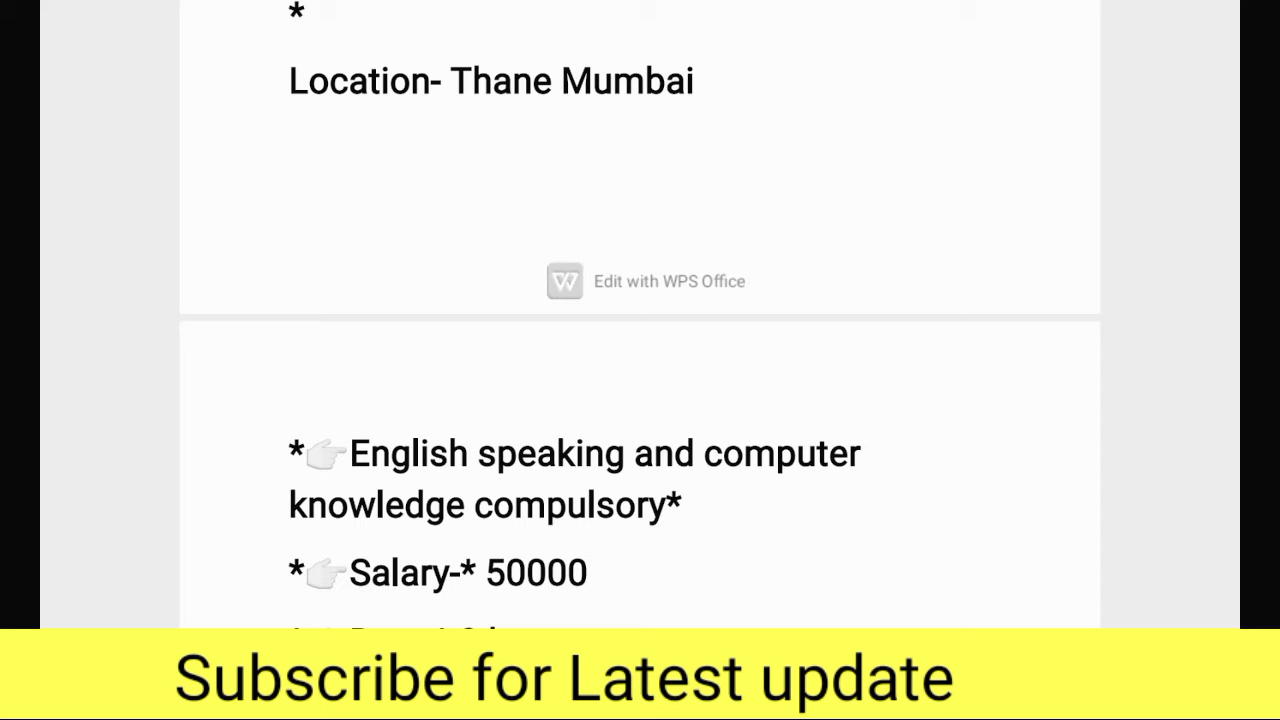 *
Location- Thane Mumbai
Edit with WPS Office
*👉English speaking and computer
knowledge compulsory*
*👉Salary-* 50000
Subscribe for Latest update